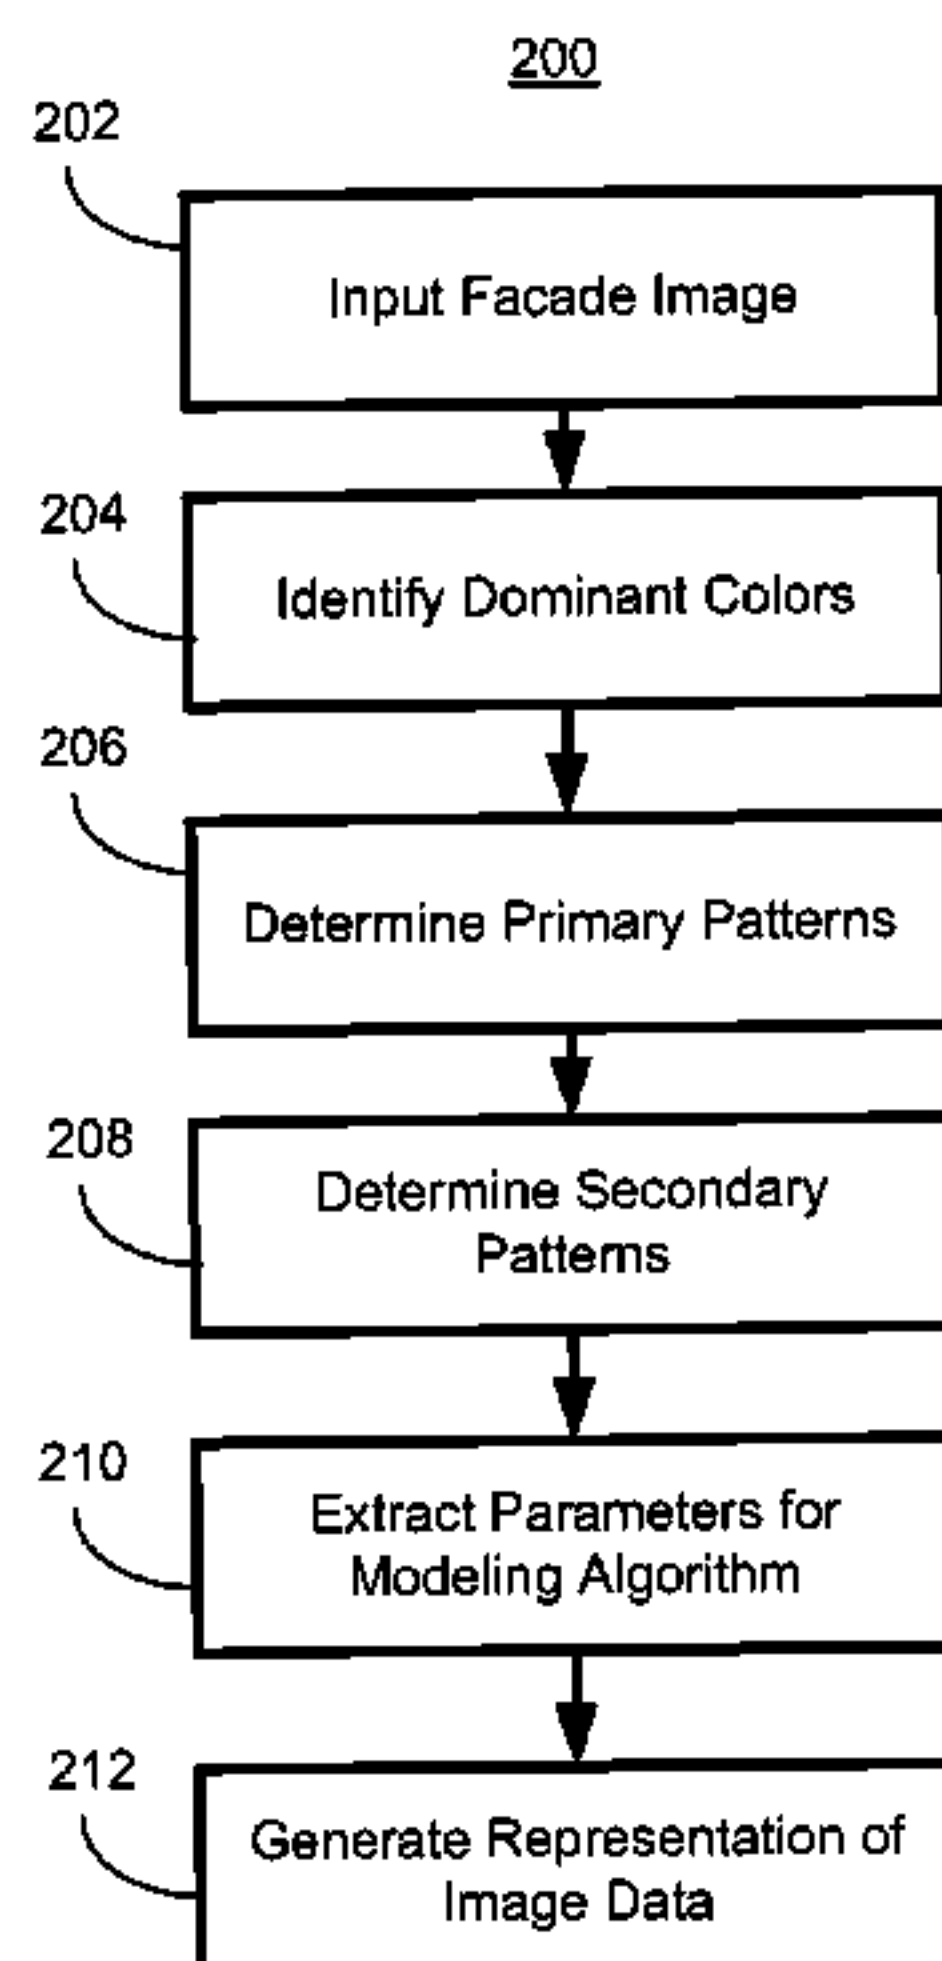 200
202
Input Facade Image
204
Identify Dominant Colors
206
Determine Primary Patterns
208
Determine Secondary
Patterns
210
Extract Parameters for
Modeling Algorithm
212
Generate Representation of
Image Data